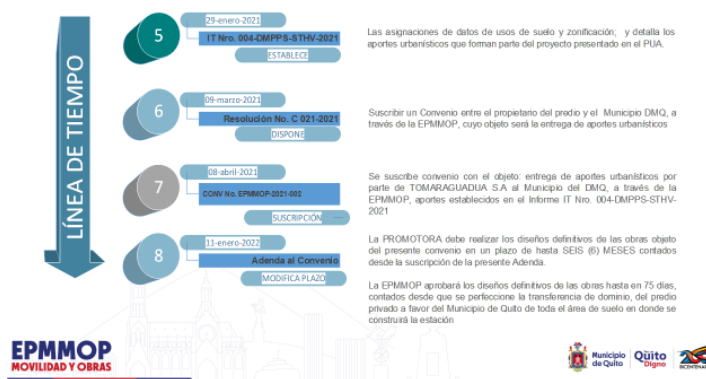 LÍNEA DE TIEMPO
5
29-enero-2021
IT Nro. 004-DMPPS-STHV-2021
ESTABLECE
Las asignaciones de datos de usos de suelo y zonificación; y detalla los
aportes urbanísticos que forman parte del proyecto presentado en el PUA.
6
09-marzo-2021
Resolución No. C 021-2021
DISPONE
Suscribir un Convenio entre el propietario del predio y el Municipio DMQ, a
través de la EPMMOP, cuyo objeto será la entrega de aportes urbanísticos
7
08-abril-2021
CONV No. EPMMOP-2021-002
SUSCRIPCIÓN
Se suscribe convenio con el objeto: entrega de aportes urbanísticos por
parte de TOMARAGUADUA S.A al Municipio del DMQ, a través de la
EPMMOP, aportes establecidos en el Informe IT Nro. 004-DMPPS-STHV-
2021
8
11-enero-2022
Adenda al Convenio
MODIFICA PLAZO
La PROMOTORA debe realizar los diseños definitivos de las obras objeto
del presente convenio en un plazo de hasta SEIS (6) MESES contados
desde la suscripción de la presente Adenda.
La EPMMOP aprobará los diseños definitivos de las obras hasta en 75 días,
contados desde que se perfeccione la transferencia de dominio, del predio
privado a favor del Municipio de Quito de toda el área de suelo en donde se
construirá la estación
EPMMOP
MOVILIDAD Y OBRAS
Municipio
de Quito
Quito
Digno
BICENTENA